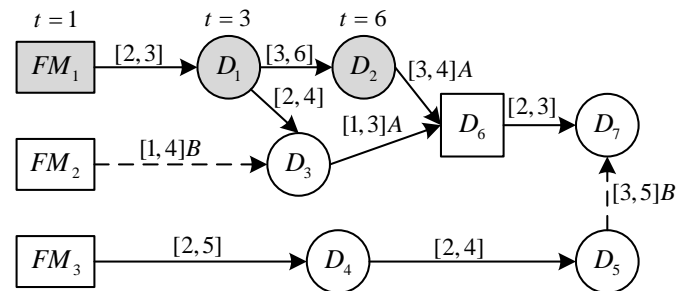 t = 1 t = 3 t = 6
FM₁ [2,3] D₁ [3,6] D₂ [3,4]A
[2,4] [1,3]A D₆ [2,3] D₇
FM₂ [1,4]B D₃
[3,5]B
FM₃ [2,5] D₄ [2,4] D₅